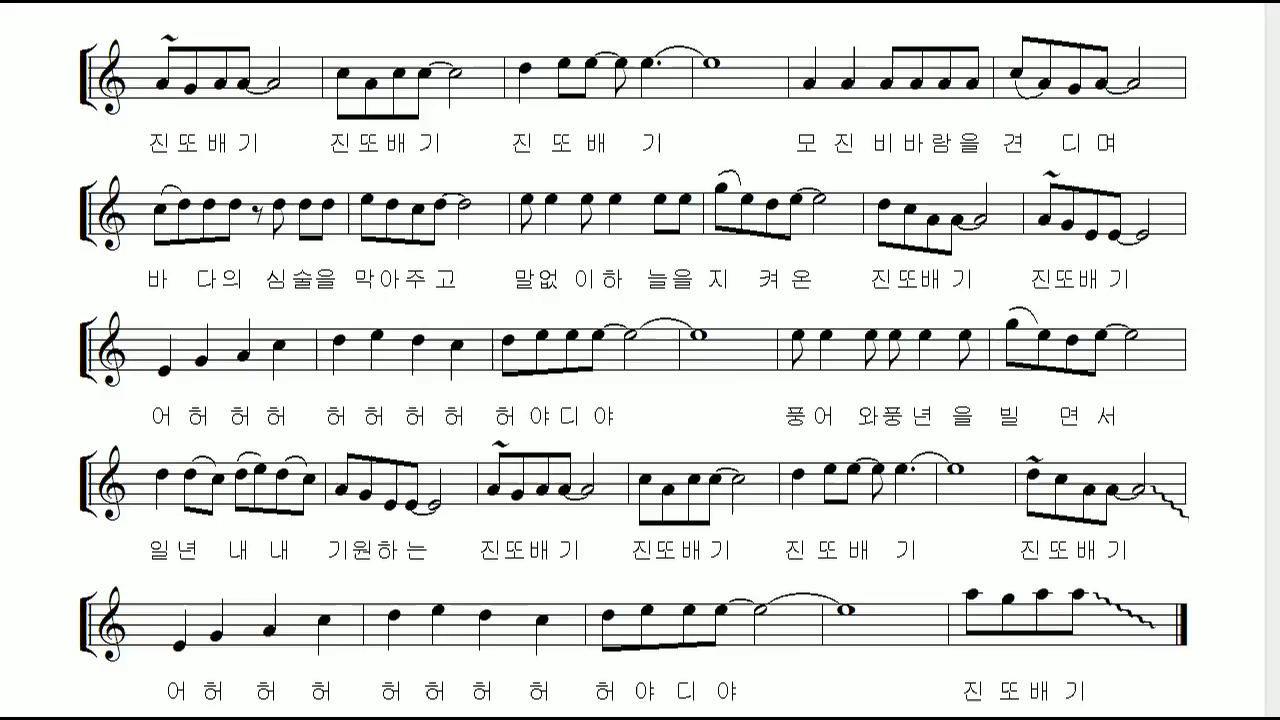 진또배기 진또배기 진또배 기 모진비바람을견 디며
바 다의 심술을 막아주고 말없이하 늘을지 켜온 진또배기 진또배기
어허허허 허허허허 허야디야 풍어 와풍년을빌 면서
일년 내내 기원하는 진또배기 진또배기 진또배 기 진또배기
어허허허 허허허허 허야디야 진또배기